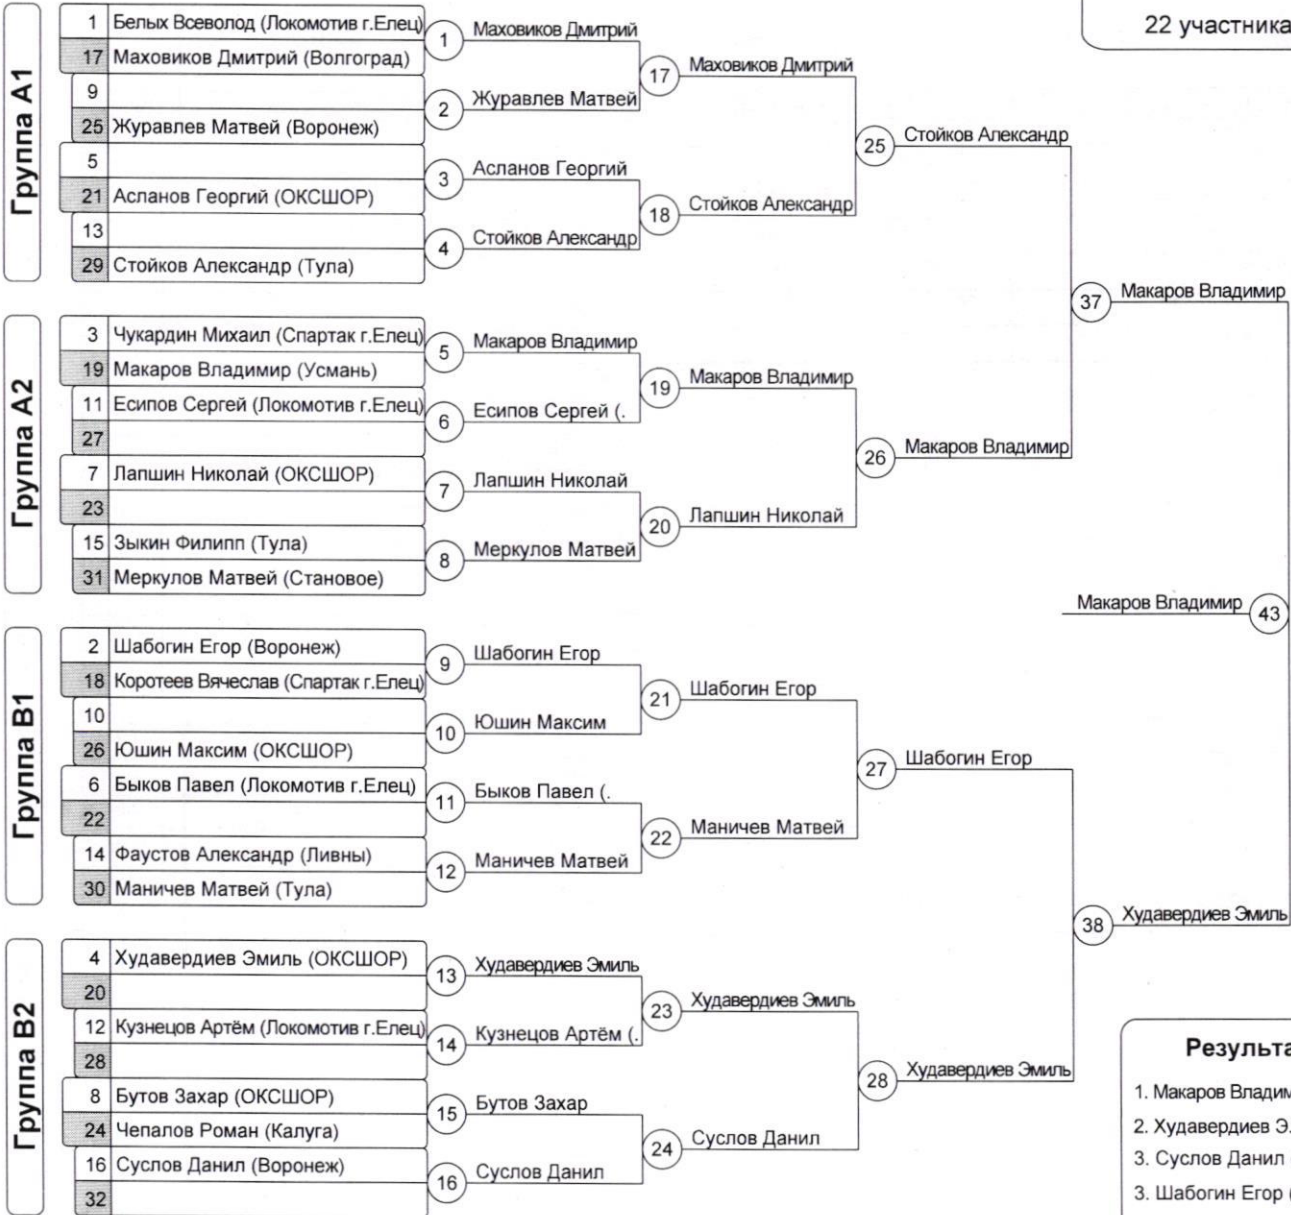 22 участника
Группа A1
1 Белых Всеволод (Локомотив г.Елец)
17 Маховиков Дмитрий (Волгоград)
9
25 Журавлев Матвей (Воронеж)
5
21 Асланов Георгий (ОКСШОР)
13
29 Стойков Александр (Тула)
1 Маховиков Дмитрий
2 Журавлев Матвей
3 Асланов Георгий
4 Стойков Александр
17 Маховиков Дмитрий
18 Стойков Александр
25 Стойков Александр
Группа A2
3 Чукардин Михаил (Спартак г.Елец)
19 Макаров Владимир (Усмань)
11 Есипов Сергей (Локомотив г.Елец)
27
7 Лапшин Николай (ОКСШОР)
23
15 Зыкин Филипп (Тула)
31 Меркулов Матвей (Становое)
5 Макаров Владимир
6 Есипов Сергей (.
7 Лапшин Николай
8 Меркулов Матвей
19 Макаров Владимир
20 Лапшин Николай
26 Макаров Владимир
37 Макаров Владимир
Макаров Владимир 43
Группа B1
2 Шабогин Егор (Воронеж)
18 Коротеев Вячеслав (Спартак г.Елец)
10
26 Юшин Максим (ОКСШОР)
6 Быков Павел (Локомотив г.Елец)
22
14 Фаустов Александр (Ливны)
30 Маничев Матвей (Тула)
9 Шабогин Егор
10 Юшин Максим
11 Быков Павел (.
12 Маничев Матвей
21 Шабогин Егор
22 Маничев Матвей
27 Шабогин Егор
38 Худавердиев Эмиль
Группа B2
4 Худавердиев Эмиль (ОКСШОР)
20
12 Кузнецов Артём (Локомотив г.Елец)
28
8 Бутов Захар (ОКСШОР)
24 Чепалов Роман (Калуга)
16 Суслов Данил (Воронеж)
32
13 Худавердиев Эмиль
14 Кузнецов Артём (.
15 Бутов Захар
16 Суслов Данил
23 Худавердиев Эмиль
24 Суслов Данил
28 Худавердиев Эмиль
Результа
1. Макаров Владим
2. Худавердиев Э.
3. Суслов Данил
3. Шабогин Егор (